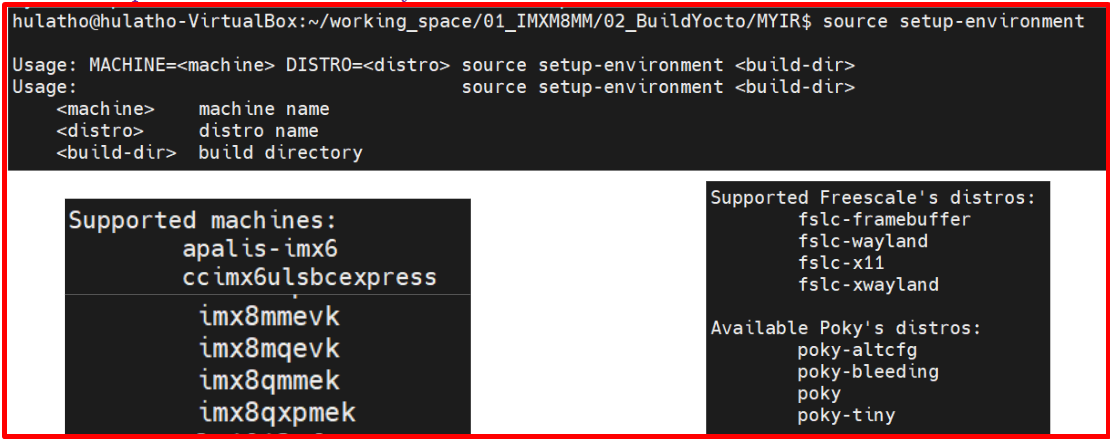 hulatho@hulatho-VirtualBox:~/working_space/01_IMXM8MM/02_BuildYocto/MYIR$ source setup-environment
Usage: MACHINE=<machine> DISTRO=<distro> source setup-environment <build-dir>
Usage:                                   source setup-environment <build-dir>
    <machine>    machine name
    <distro>     distro name
    <build-dir>  build directory
Supported machines:
apalis-imx6
ccimx6ulsbcexpress
imx8mmevk
imx8mqevk
imx8qmmek
imx8qxpmek
Supported Freescale's distros:
fslc-framebuffer
fslc-wayland
fslc-x11
fslc-xwayland
Available Poky's distros:
poky-altcfg
poky-bleeding
poky
poky-tiny